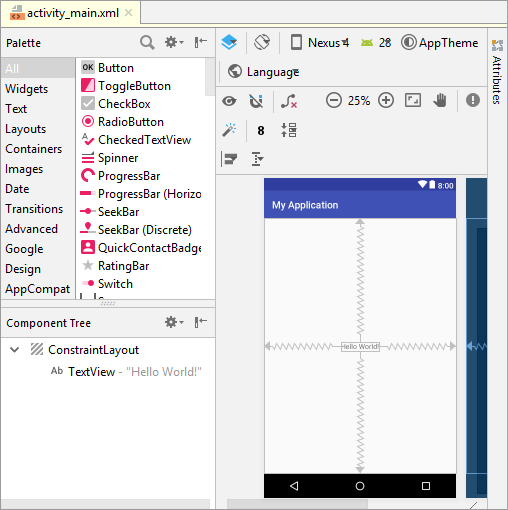 activity_main.xml
Palette
Nexus 4
28
AppTheme
Language
All
Widgets
Text
Layouts
Containers
Images
Date
Transitions
Advanced
Google
Design
AppCompat
OK Button
ToggleButton
CheckBox
RadioButton
CheckedTextView
Spinner
ProgressBar
ProgressBar (Horizo
SeekBar
SeekBar (Discrete)
QuickContactBadge
RatingBar
Switch
25%
8
Attributes
8:00
My Application
Hello World!
Component Tree
ConstraintLayout
Ab TextView - "Hello World!"